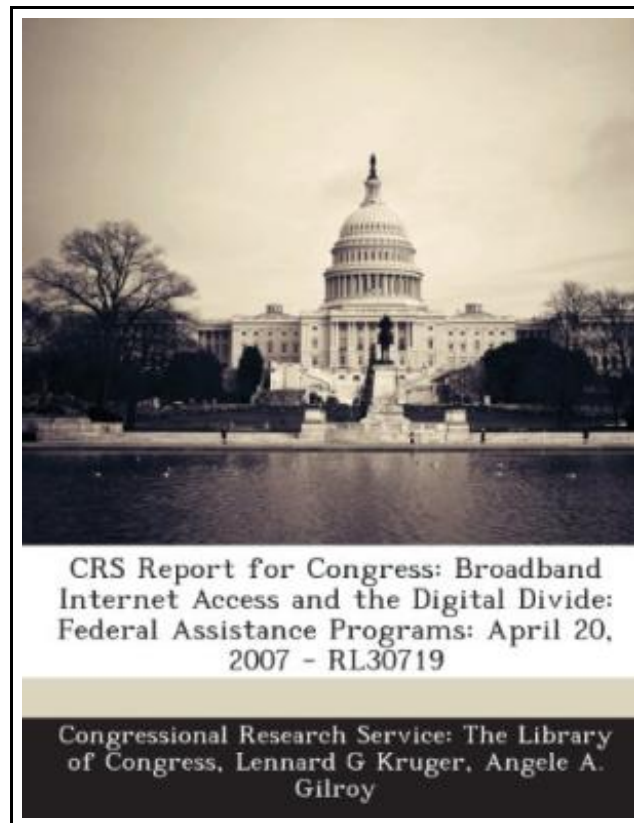 CRS Report for Congress: Broadband
Internet Access and the Digital Divide:
Federal Assistance Programs: April 20,
2007 - RL30719
Congressional Research Service: The Library
of Congress, Lennard G Kruger, Angele A.
Gilroy